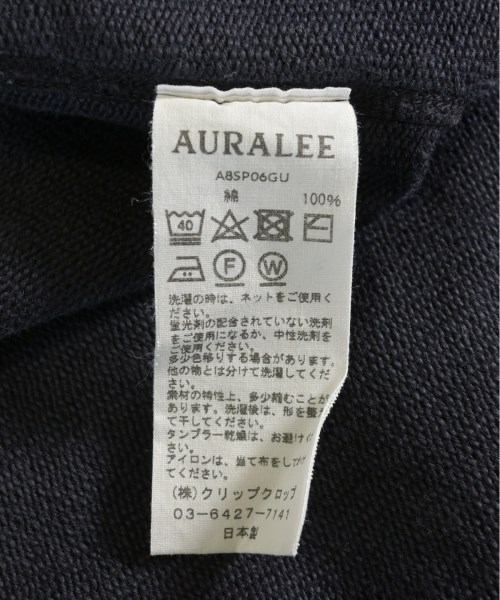 AURALEE
A8SP06GU
綿 100%
40
F W
洗濯の時は、ネットをご使用く
ださい。
蛍光剤の配合されていない洗剤
をご使用になるか、中性洗剤を
ご使用ください。
多少色移りする場合があります。
他の物とは分けて洗濯してくだ
さい。
素材の特性上、多少縮むことが
あります。洗濯後は、形を整え
て干してください。
タンブラー乾燥は、お避けくだ
さい。
アイロンは、当て布をして
てください。
(株)クリップクロップ
03-6427-7141
日本製